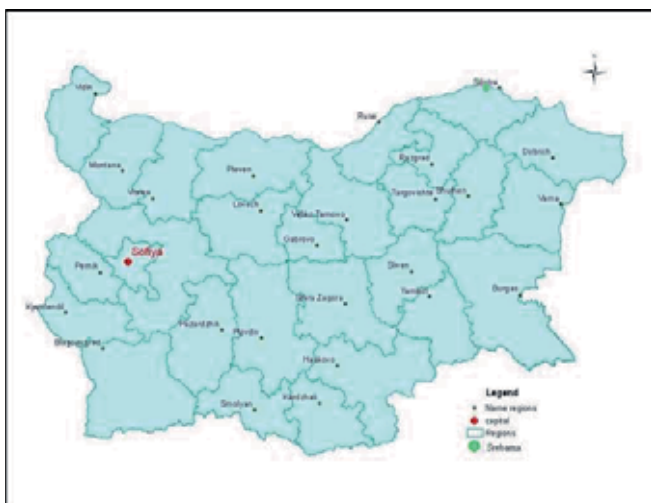 Vidin
Silistra
Ruse
Montana
Razgrad
Dobrich
Vratsa
Pleven
Targovishte
Shumen
Lovech
Veliko Tarnovo
Varna
Gabrovo
Sofiya
Pernik
Sliven
Yambol
Burgas
Kyustendil
Stara Zagora
Pazardzhik
Plovdiv
Blagoevgrad
Haskovo
Smolyan
Kardzhali
Legend
Name regions
capital
Regions
Srebarna